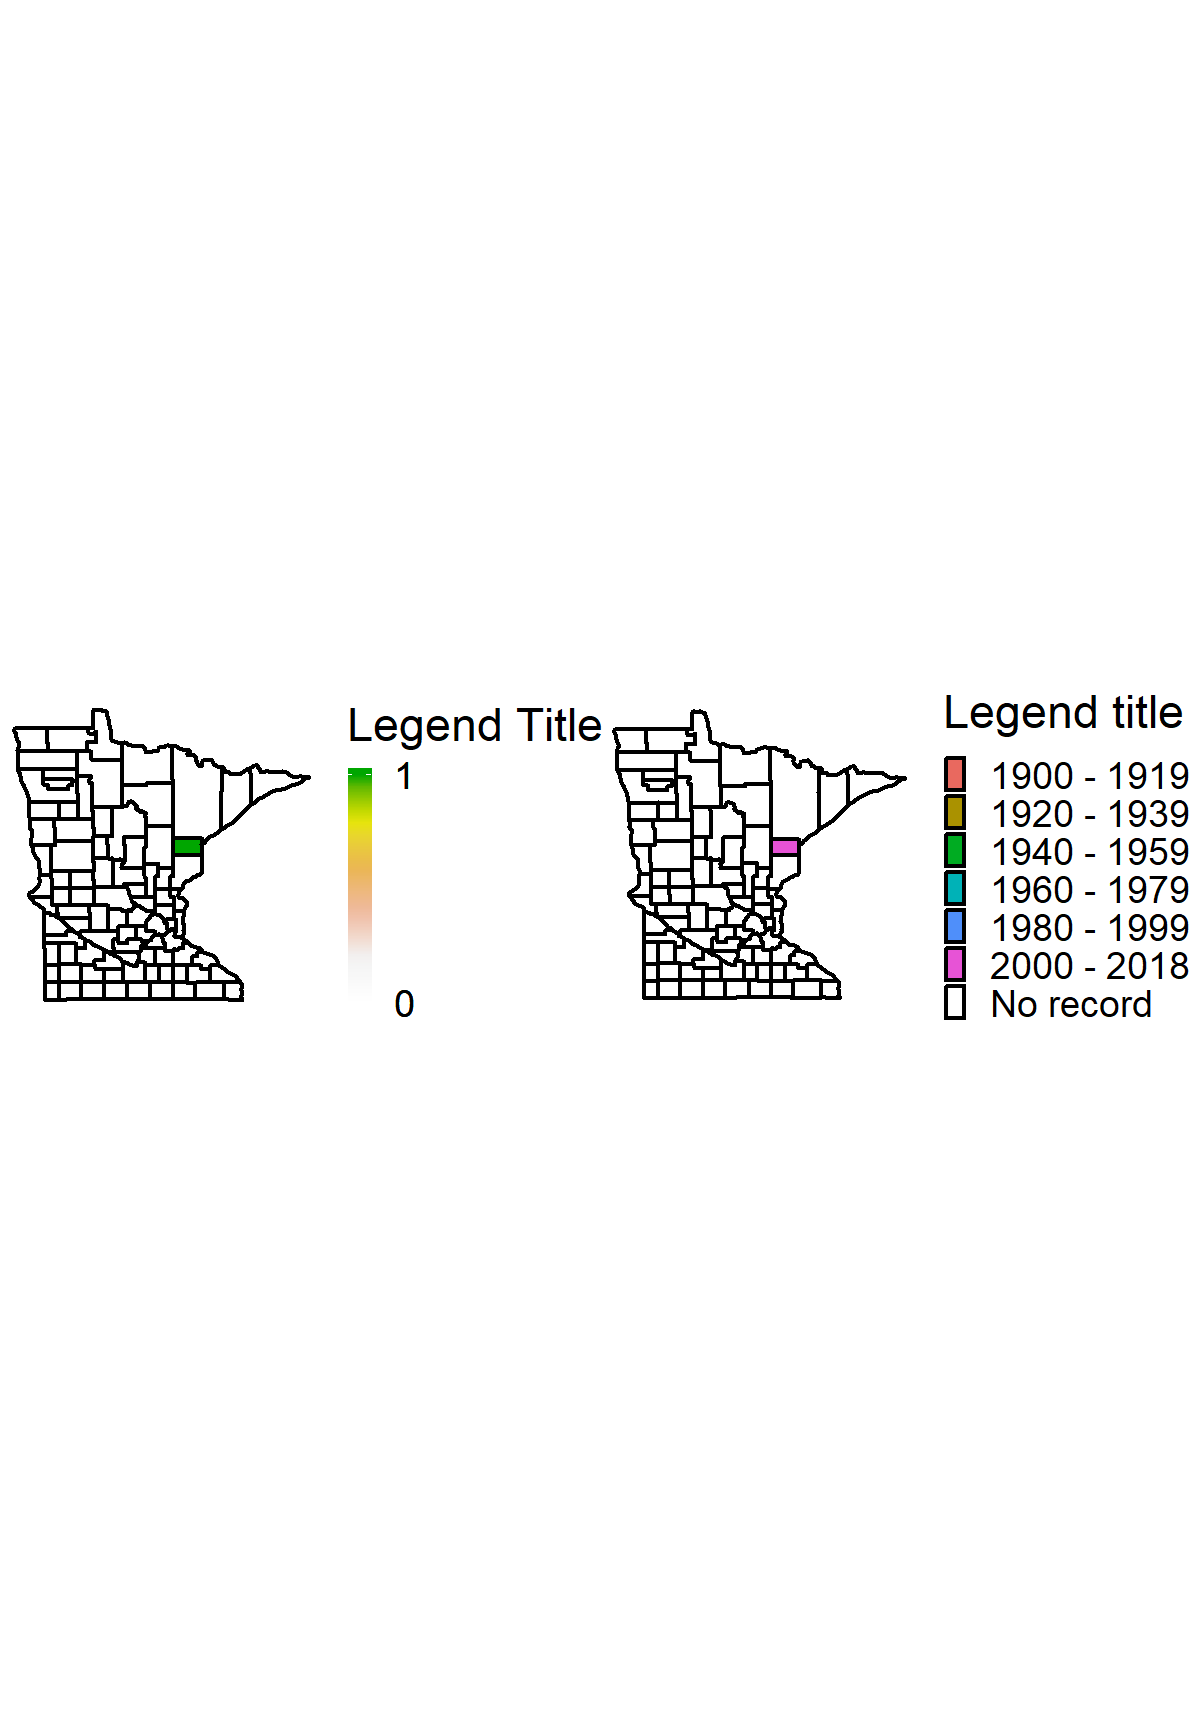 Legend Title
1
0
Legend title
1900 - 1919
1920 - 1939
1940 - 1959
1960 - 1979
1980 - 1999
2000 - 2018
No record